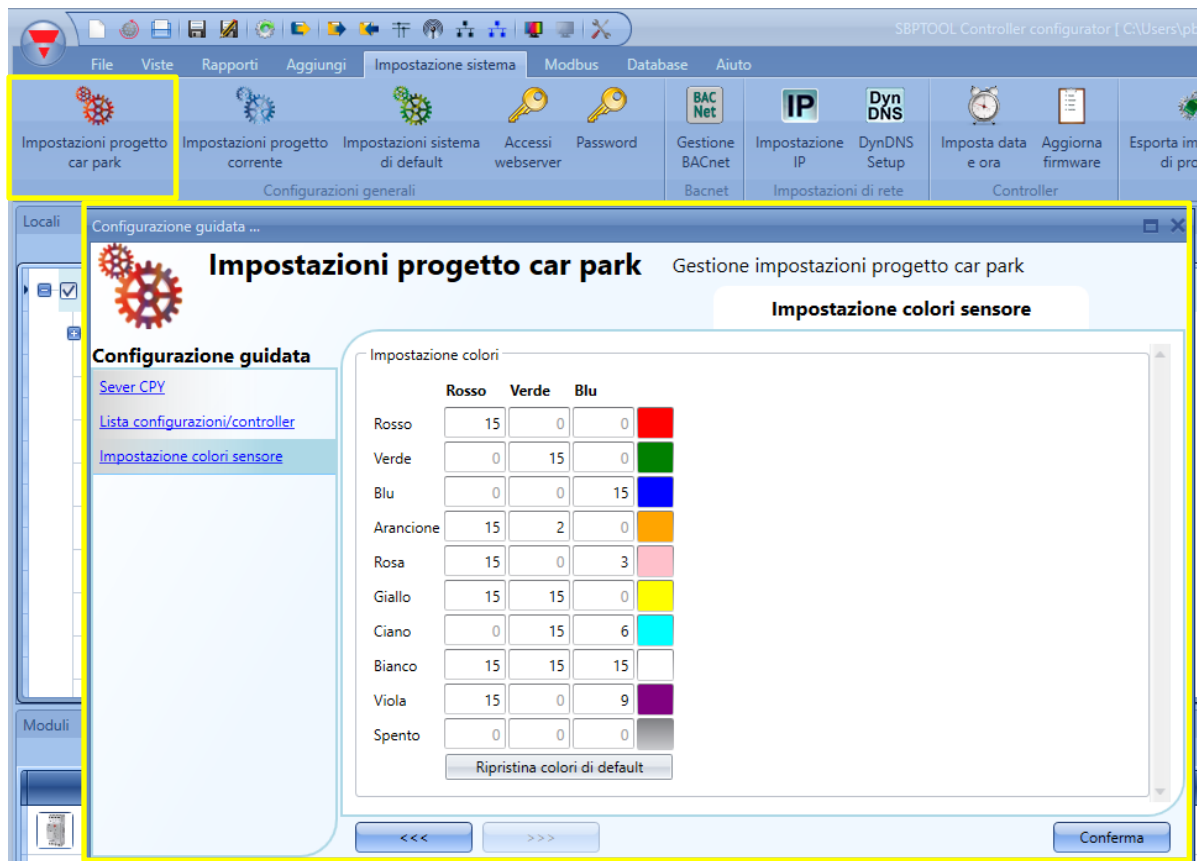 SBPTOOL Controller configurator [ C:\Users\pb
File Viste Rapporti Aggiungi Impostazione sistema Modbus Database Aiuto
BAC Net IP Dyn DNS
Impostazioni progetto car park Impostazioni progetto corrente Impostazioni sistema di default Accessi webserver Password Gestione BACnet Impostazione IP DynDNS Setup Imposta data e ora Aggiorna firmware Esporta im di pro
Configurazioni generali Bacnet Impostazioni di rete Controller
Locali
Configurazione guidata ...
Impostazioni progetto car park Gestione impostazioni progetto car park
Impostazione colori sensore
Configurazione guidata
Sever CPY
Lista configurazioni/controller
Impostazione colori sensore
Impostazione colori
Rosso Verde Blu
Rosso 15 0 0
Verde 0 15 0
Blu 0 0 15
Arancione 15 2 0
Rosa 15 0 3
Giallo 15 15 0
Ciano 0 15 6
Bianco 15 15 15
Viola 15 0 9
Spento 0 0 0
Ripristina colori di default
Moduli
<<< >>> Conferma